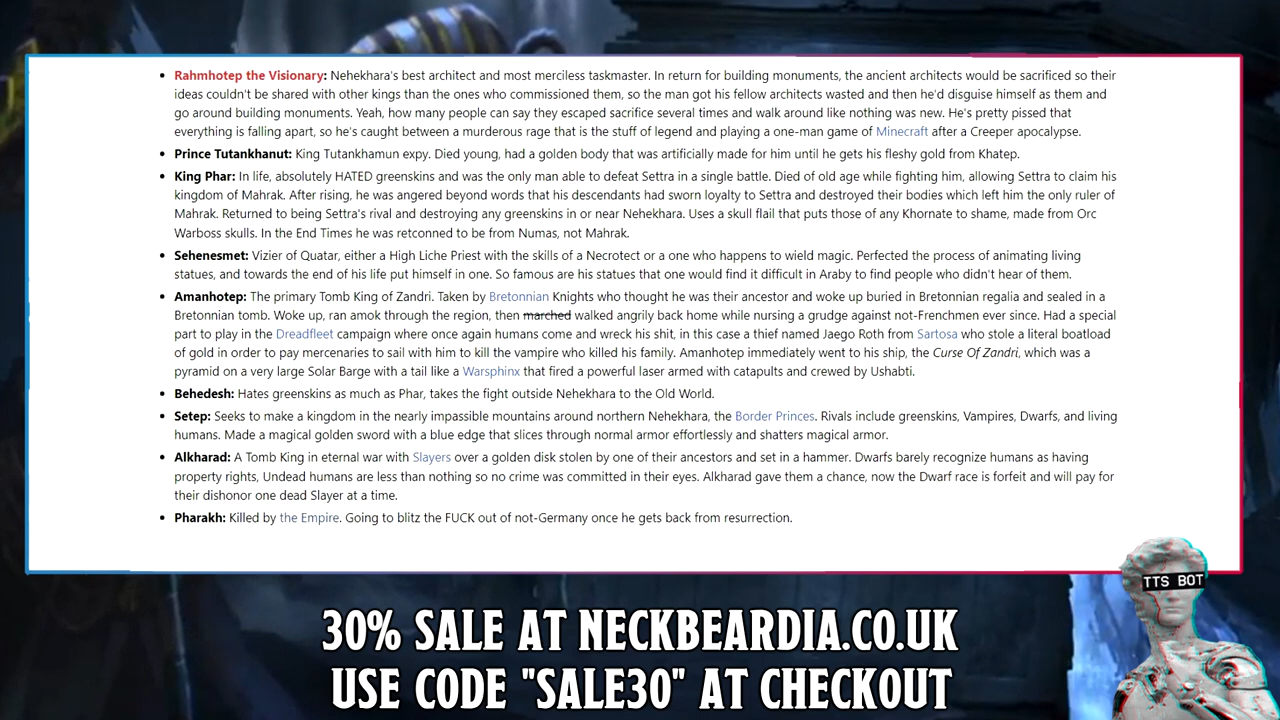 Rahmhotep the Visionary: Nehekhara's best architect and most merciless taskmaster. In return for building monuments, the ancient architects would be sacrificed so their
ideas couldn't be shared with other kings than the ones who commissioned them, so the man got his fellow architects wasted and then he'd disguise himself as them and
go around building monuments. Yeah, how many people can say they escaped sacrifice several times and walk around like nothing was new. He's pretty pissed that
everything is falling apart, so he's caught between a murderous rage that is the stuff of legend and playing a one-man game of Minecraft after a Creeper apocalypse.
Prince Tutankhanut: King Tutankhamun expy. Died young, had a golden body that was artificially made for him until he gets his fleshy gold from Khatep.
King Phar: In life, absolutely HATED greenskins and was the only man able to defeat Settra in a single battle. Died of old age while fighting him, allowing Settra to claim his
kingdom of Mahrak. After rising, he was angered beyond words that his descendants had sworn loyalty to Settra and destroyed their bodies which left him the only ruler of
Mahrak. Returned to being Settra's rival and destroying any greenskins in or near Nehekhara. Uses a skull flail that puts those of any Khornate to shame, made from Orc
Warboss skulls. In the End Times he was retconned to be from Numas, not Mahrak.
Sehenesmet: Vizier of Quatar, either a High Liche Priest with the skills of a Necrotect or a one who happens to wield magic. Perfected the process of animating living
statues, and towards the end of his life put himself in one. So famous are his statues that one would find it difficult in Araby to find people who didn't hear of them.
Amanhotep: The primary Tomb King of Zandri. Taken by Bretonnian Knights who thought he was their ancestor and woke up buried in Bretonnian regalia and sealed in a
Bretonnian tomb. Woke up, ran amok through the region, then marched walked angrily back home while nursing a grudge against not-Frenchmen ever since. Had a special
part to play in the Dreadfleet campaign where once again humans come and wreck his shit, in this case a thief named Jaego Roth from Sartosa who stole a literal boatload
of gold in order to pay mercenaries to sail with him to kill the vampire who killed his family. Amanhotep immediately went to his ship, the Curse Of Zandri, which was a
pyramid on a very large Solar Barge with a tail like a Warsphinx that fired a powerful laser armed with catapults and crewed by Ushabti.
Behedesh: Hates greenskins as much as Phar, takes the fight outside Nehekhara to the Old World.
Setep: Seeks to make a kingdom in the nearly impassible mountains around northern Nehekhara, the Border Princes. Rivals include greenskins, Vampires, Dwarfs, and living
humans. Made a magical golden sword with a blue edge that slices through normal armor effortlessly and shatters magical armor.
Alkharad: A Tomb King in eternal war with Slayers over a golden disk stolen by one of their ancestors and set in a hammer. Dwarfs barely recognize humans as having
property rights, Undead humans are less than nothing so no crime was committed in their eyes. Alkharad gave them a chance, now the Dwarf race is forfeit and will pay for
their dishonor one dead Slayer at a time.
Pharakh: Killed by the Empire. Going to blitz the FUCK out of not-Germany once he gets back from resurrection.
TTS BOT
30% SALE AT NECKBEARDIA.CO.UK
USE CODE "SALE30" AT CHECKOUT